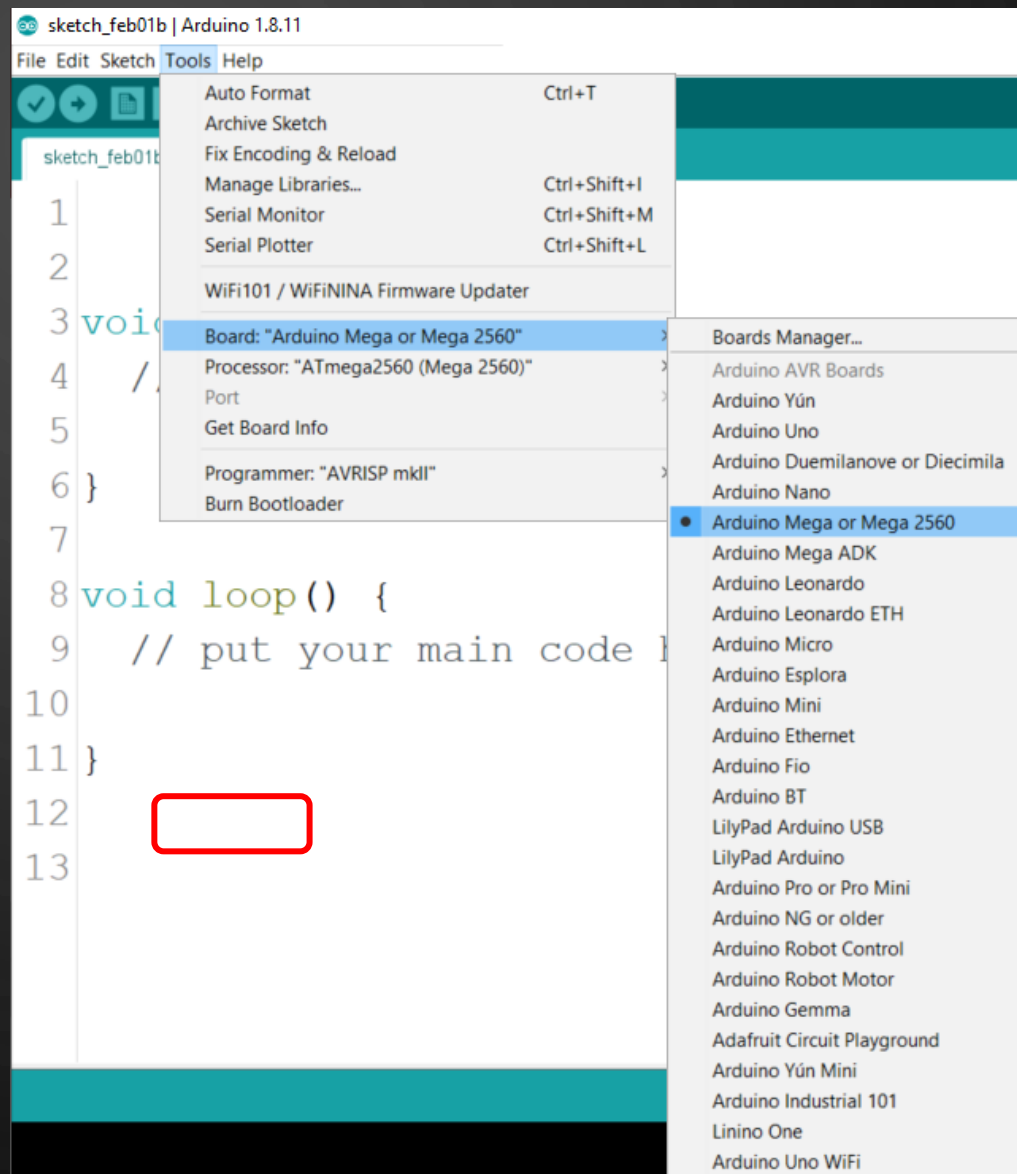 sketch_feb01b | Arduino 1.8.11
File Edit Sketch Tools Help
Auto Format Ctrl+T
Archive Sketch
Fix Encoding & Reload
Manage Libraries... Ctrl+Shift+I
Serial Monitor Ctrl+Shift+M
Serial Plotter Ctrl+Shift+L
WiFi101 / WiFiNINA Firmware Updater
Board: "Arduino Mega or Mega 2560"
Processor: "ATmega2560 (Mega 2560)"
Port
Get Board Info
Programmer: "AVRISP mkII"
Burn Bootloader
Boards Manager...
Arduino AVR Boards
Arduino Yún
Arduino Uno
Arduino Duemilanove or Diecimila
Arduino Nano
Arduino Mega or Mega 2560
Arduino Mega ADK
Arduino Leonardo
Arduino Leonardo ETH
Arduino Micro
Arduino Esplora
Arduino Mini
Arduino Ethernet
Arduino Fio
Arduino BT
LilyPad Arduino USB
LilyPad Arduino
Arduino Pro or Pro Mini
Arduino NG or older
Arduino Robot Control
Arduino Robot Motor
Arduino Gemma
Adafruit Circuit Playground
Arduino Yún Mini
Arduino Industrial 101
Linino One
Arduino Uno WiFi
sketch_feb01b
1
2
3 void
4 //
5
6 }
7
8 void loop() {
9 // put your main code
10
11 }
12
13